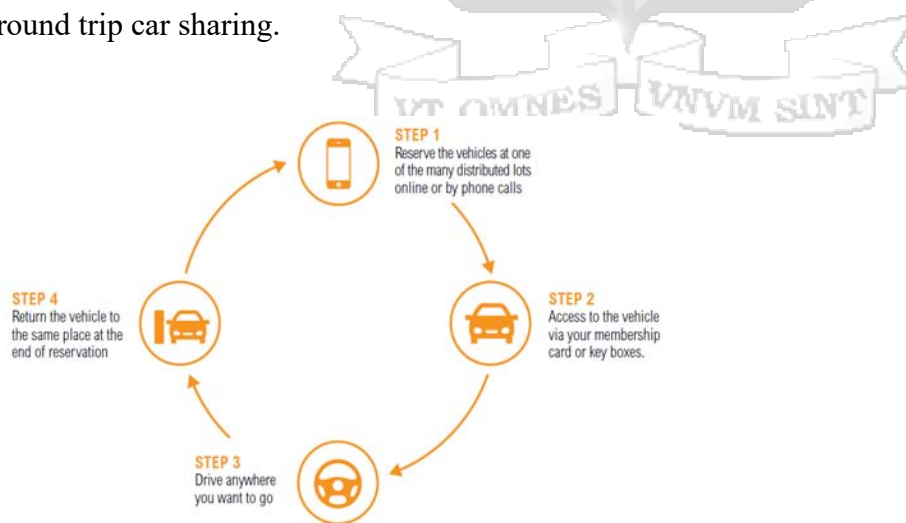 round trip car sharing.
VT OMNES VNVM SINT
STEP 1
Reserve the vehicles at one
of the many distributed lots
online or by phone calls
STEP 2
Access to the vehicle
via your membership
card or key boxes.
STEP 4
Return the vehicle to
the same place at the
end of reservation
STEP 3
Drive anywhere
you want to go